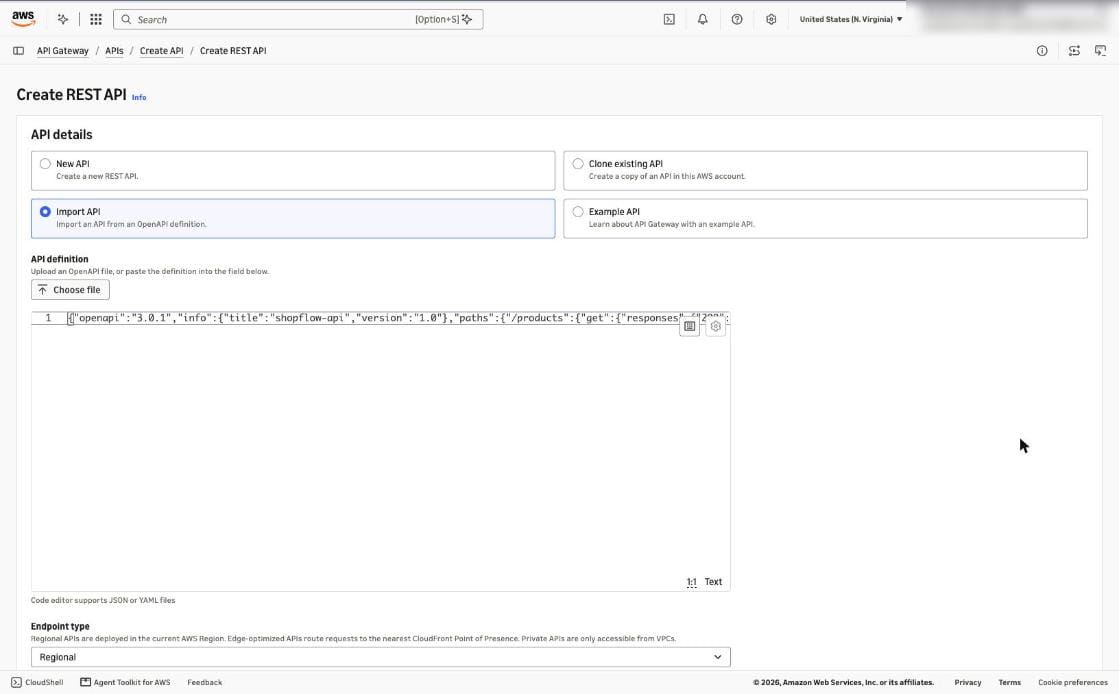 aws
Search
[Option+S]
United States (N. Virginia)
API Gateway / APIs / Create API / Create REST API
Create REST API Info
API details
New API
Create a new REST API.
Clone existing API
Create a copy of an API in this AWS account.
Import API
Import an API from an OpenAPI definition.
Example API
Learn about API Gateway with an example API.
API definition
Upload an OpenAPI file, or paste the definition into the field below.
Choose file
1 {"openapi":"3.0.1","info":{"title":"shopflow-api","version":"1.0"},"paths":{"/products":{"get":{"responses
1:1 Text
Code editor supports JSON or YAML files
Endpoint type
Regional APIs are deployed in the current AWS Region. Edge-optimized APIs route requests to the nearest CloudFront Point of Presence. Private APIs are only accessible from VPCs.
Regional
CloudShell
Agent Toolkit for AWS
Feedback
© 2026, Amazon Web Services, Inc. or its affiliates.
Privacy
Terms
Cookie preferences